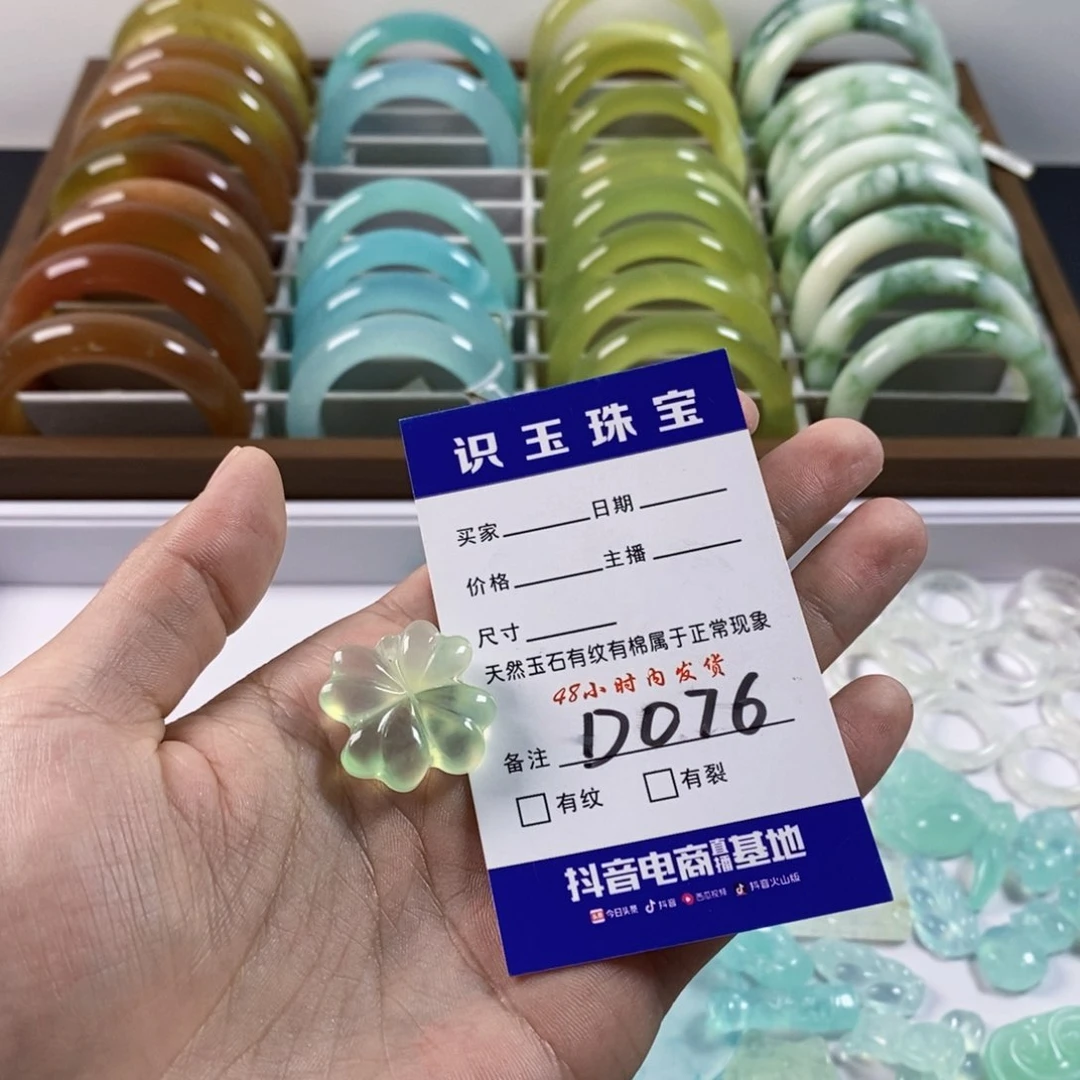 识玉珠宝
买家 日期
价格 主播
尺寸
天然玉石有纹有棉属于正常现象
48小时内发货
备注 D076
有纹 有裂
抖音电商直播基地
今日头条 抖音 西瓜视频 抖音火山版